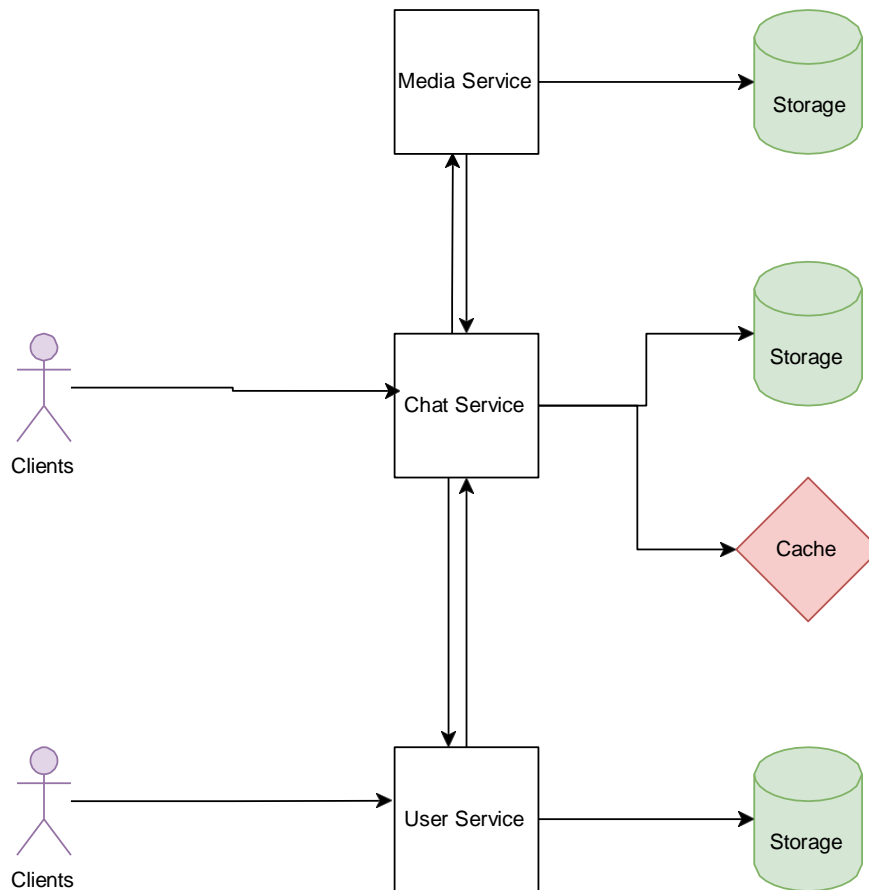 Media Service
Storage
Storage
Chat Service
Clients
Cache
User Service
Storage
Clients